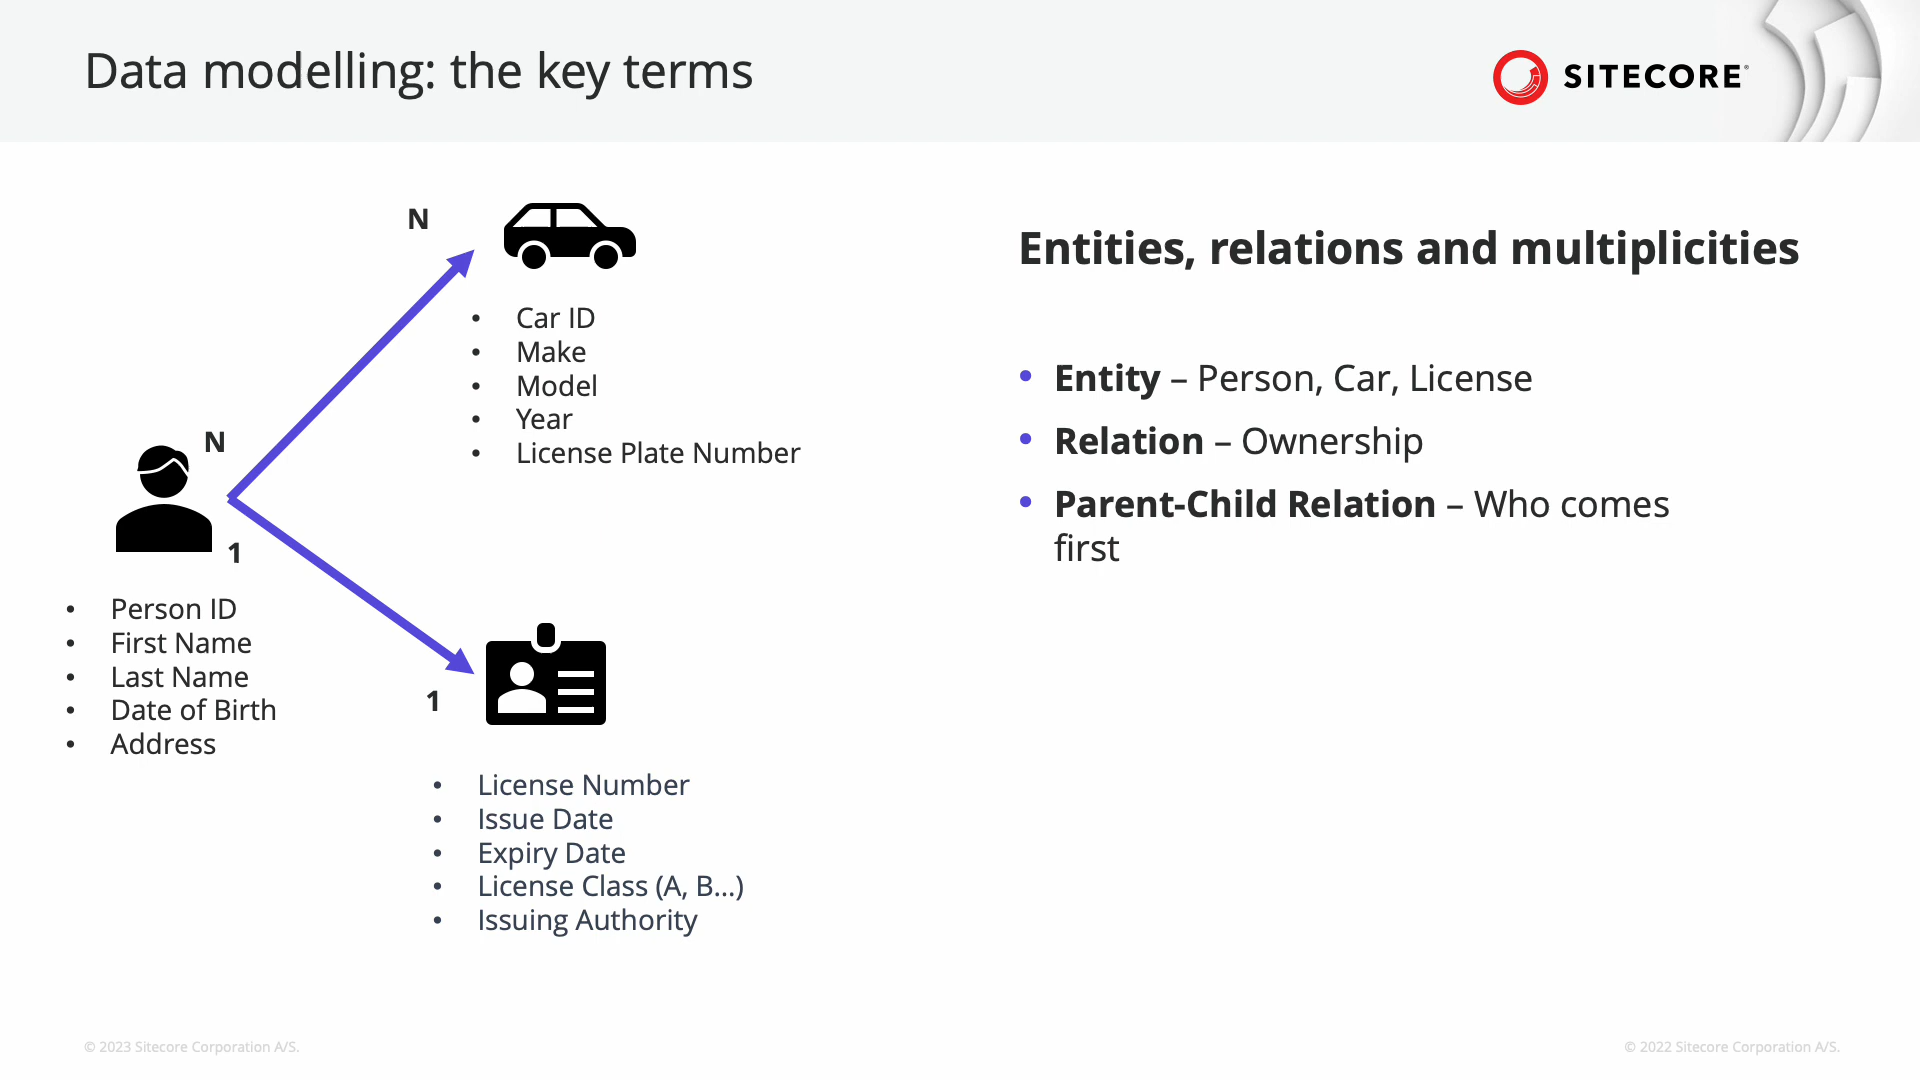 Data modelling: the key terms
SITECORE®
N
N
1
1
• Car ID
• Make
• Model
• Year
• License Plate Number
• Person ID
• First Name
• Last Name
• Date of Birth
• Address
• License Number
• Issue Date
• Expiry Date
• License Class (A, B...)
• Issuing Authority
Entities, relations and multiplicities
• Entity – Person, Car, License
• Relation – Ownership
• Parent-Child Relation – Who comes
first
© 2023 Sitecore Corporation A/S.
© 2022 Sitecore Corporation A/S.